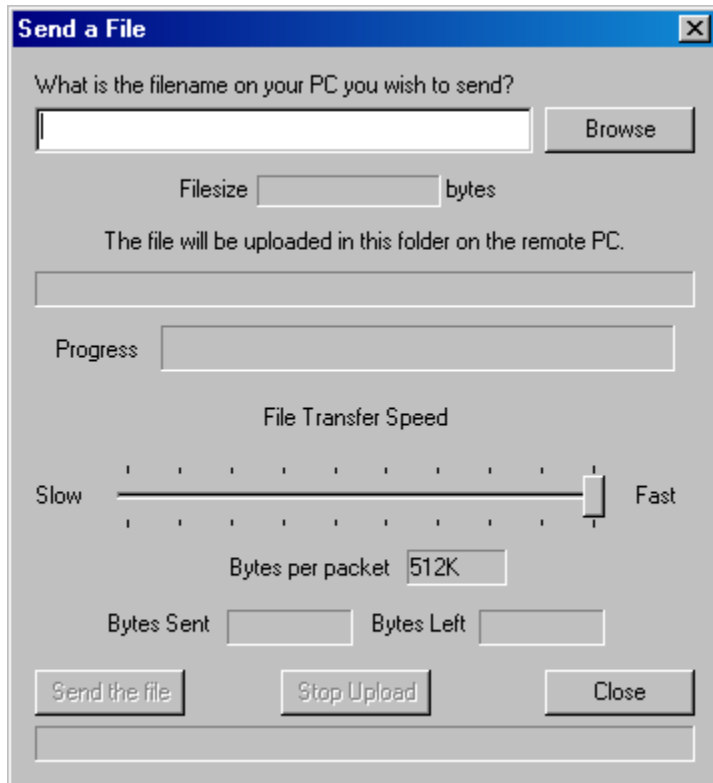 Send a File
What is the filename on your PC you wish to send?
Browse
Filesize bytes
The file will be uploaded in this folder on the remote PC.
Progress
File Transfer Speed
Slow Fast
Bytes per packet 512K
Bytes Sent Bytes Left
Send the file Stop Upload Close